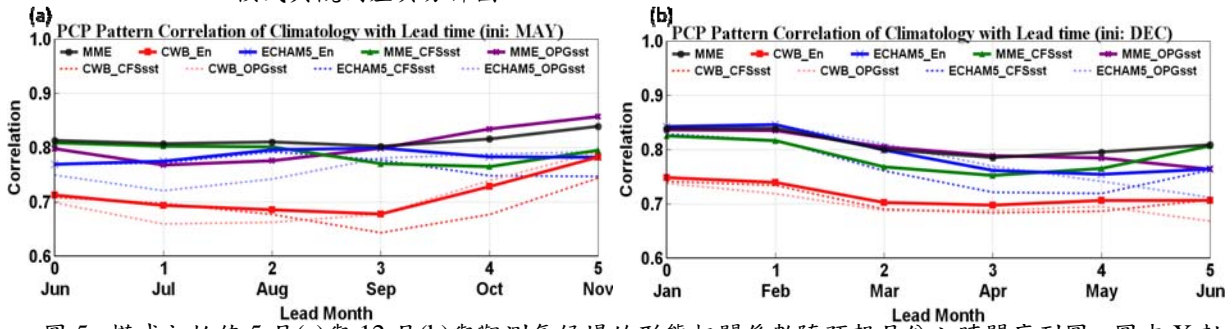 (a)
PCP Pattern Correlation of Climatology with Lead time (ini: MAY)
MME CWB_En ECHAM5_En MME_CFSsst MME_OPGsst
CWB_CFSsst CWB_OPGsst ECHAM5_CFSsst ECHAM5_OPGsst
Correlation
1.0
0.9
0.8
0.7
0.6
0 1 2 3 4 5
Jun Jul Aug Sep Oct Nov
Lead Month
(b)
PCP Pattern Correlation of Climatology with Lead time (ini: DEC)
MME CWB_En ECHAM5_En MME_CFSsst MME_OPGsst
CWB_CFSsst CWB_OPGsst ECHAM5_CFSsst ECHAM5_OPGsst
Correlation
1.0
0.9
0.8
0.7
0.6
0 1 2 3 4 5
Jan Feb Mar Apr May Jun
Lead Month